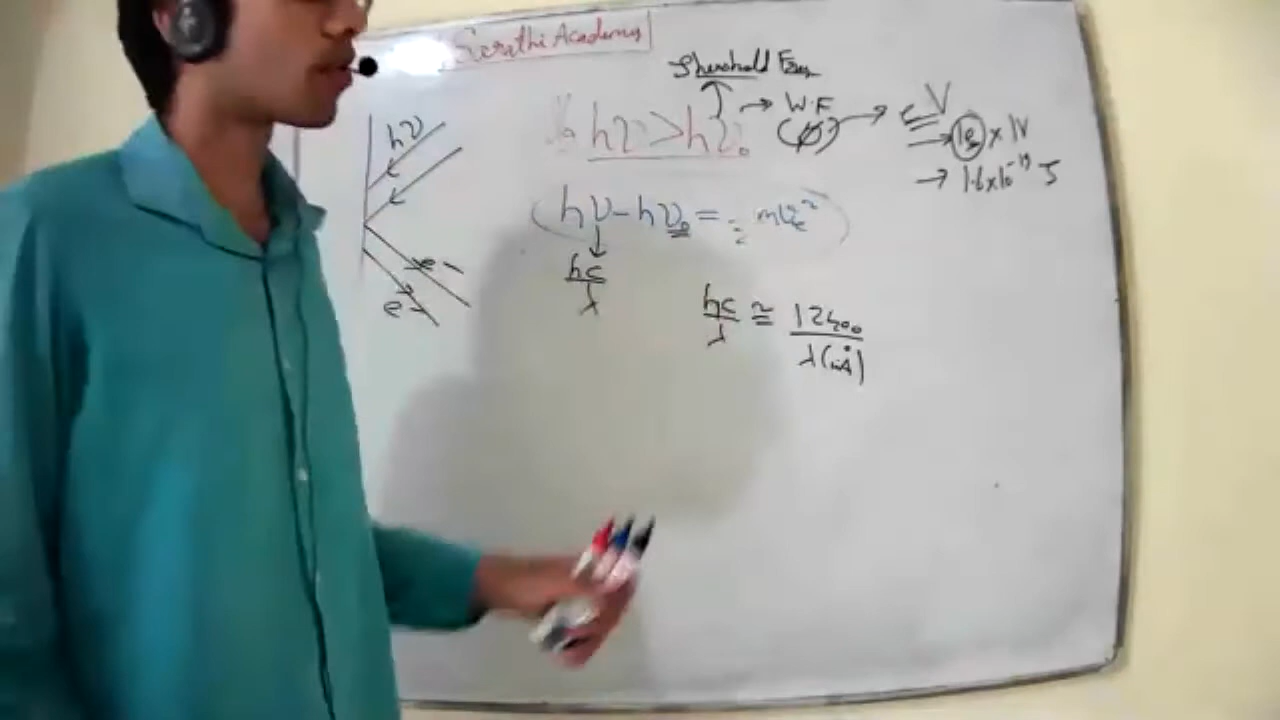 Sarathi Academy
Threshold Freq
hν
hν > hν₀
→ W.F
(ϕ)
→ eV
→ 1e × 1V
→ 1.6×10⁻¹⁹ J
(hν - hν₀ = ½ mv²)
hc/λ
e-
e-
hc/λ ≅ 12400/λ(inÅ)